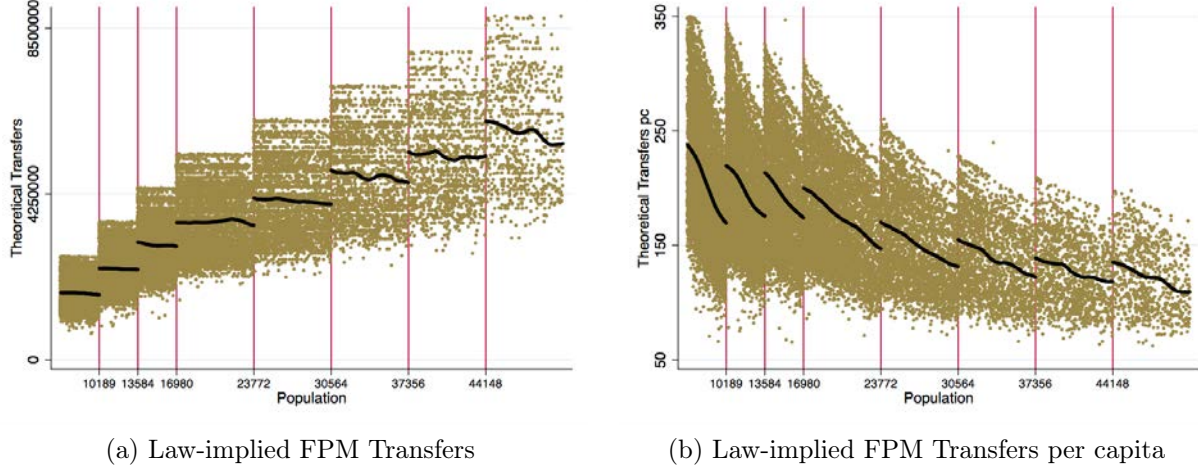 8500000
4250000
0
Theoretical Transfers
10189 13584 16980 23772 30564 37356 44148
Population
(a) Law-implied FPM Transfers
350
250
150
50
Theoretical Transfers pc
10189 13584 16980 23772 30564 37356 44148
Population
(b) Law-implied FPM Transfers per capita